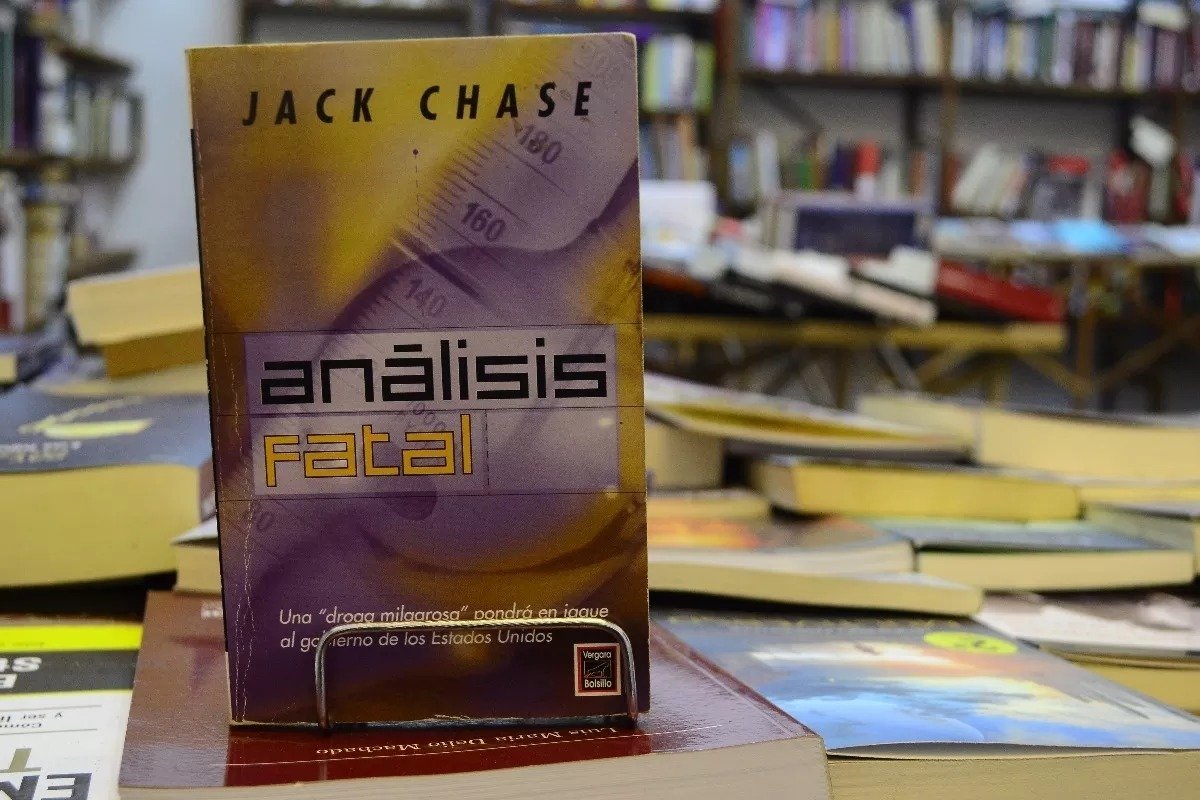 JACK CHASE
180
160
140
análisis
fatal
Una "droga milagrosa" pondrá en jaque
al gobierno de los Estados Unidos
Vergara
Bolsillo
Luis María Delio Machado